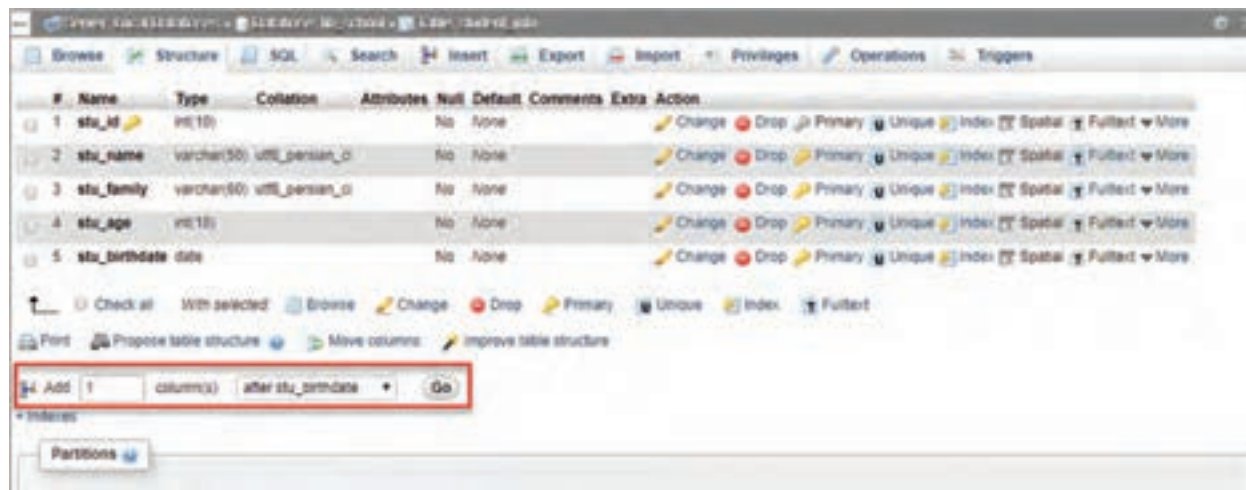 Browse Structure SQL Search Insert Export Import Privileges Operations Triggers
# Name Type Collation Attributes Null Default Comments Extra Action
1 stu_id int(10) No None Change Drop Primary Unique Index Spatial Fulltext More
2 stu_name varchar(50) utf8_persian_ci No None Change Drop Primary Unique Index Spatial Fulltext More
3 stu_family varchar(60) utf8_persian_ci No None Change Drop Primary Unique Index Spatial Fulltext More
4 stu_age int(10) No None Change Drop Primary Unique Index Spatial Fulltext More
5 stu_birthdate date No None Change Drop Primary Unique Index Spatial Fulltext More
Check all With selected: Browse Change Drop Primary Unique Index Fulltext
Print Propose table structure Move columns Improve table structure
Add 1 column(s) after stu_birthdate Go
+ Indexes
Partitions